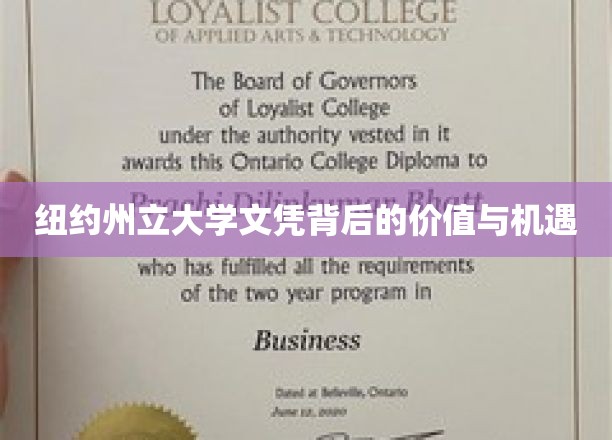 LOYALIST COLLEGE
OF APPLIED ARTS & TECHNOLOGY
The Board of Governors
of Loyalist College
under the authority vested in it
awards this Ontario College Diploma to
Prachi Dilipkumar Bhatt
纽约州立大学文凭背后的价值与机遇
who has fulfilled all the requirements
of the two year program in
Business
Dated at Belleville, Ontario
June 12, 2020